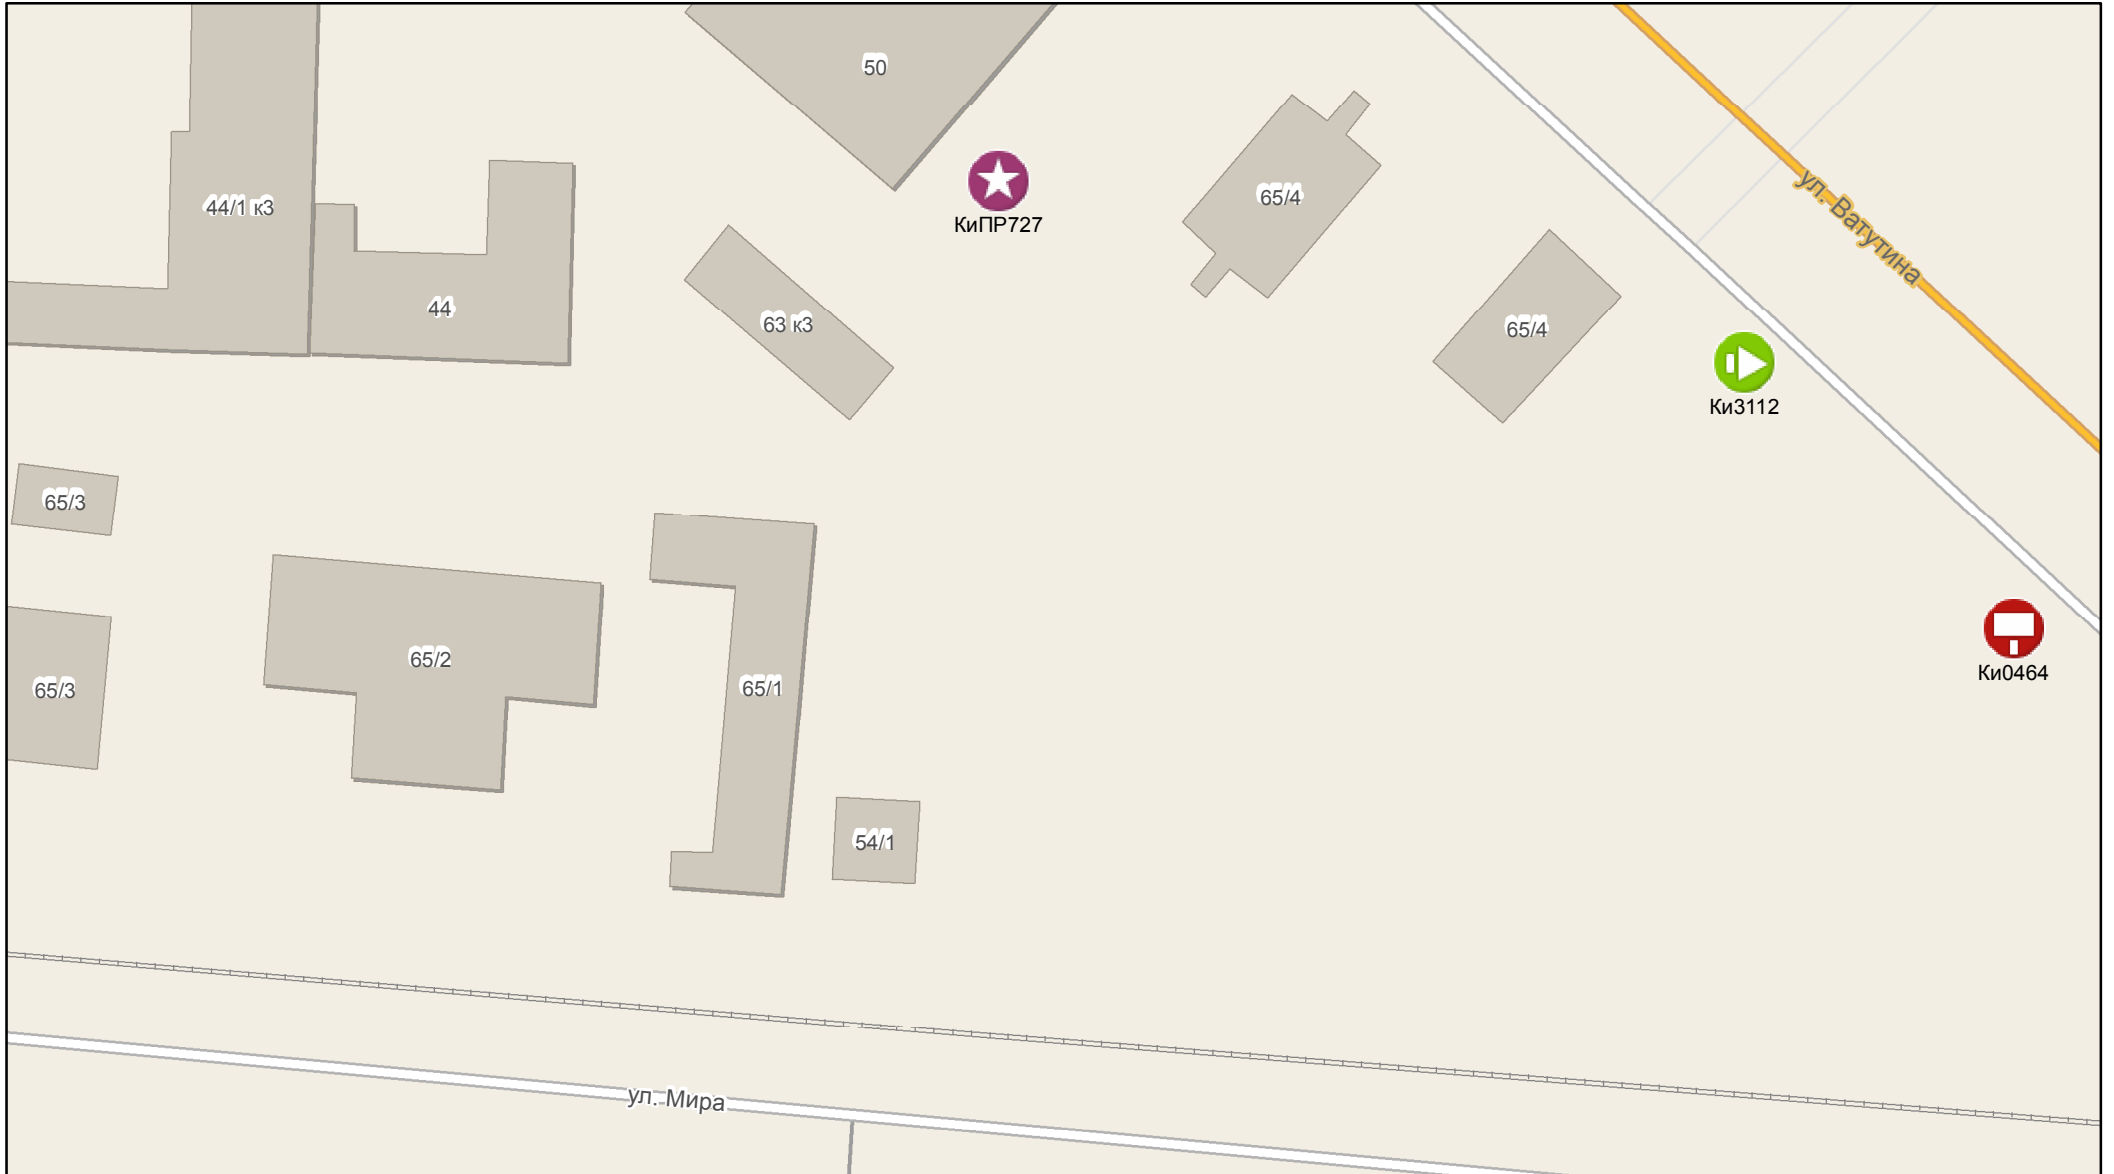 50
ул. Ватутина
44/1 к3
65/4
КиПР727
44
63 к3
65/4
Ки3112
65/3
65/2
65/3
65/1
Ки0464
54/1
ул. Мира